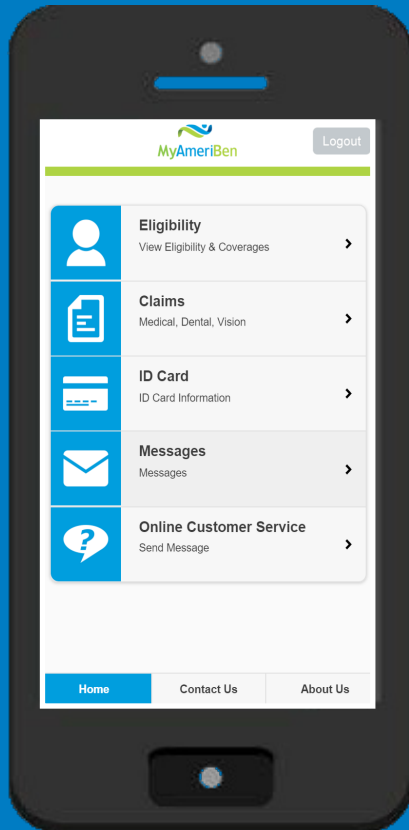 MyAmeriBen
Logout
Eligibility
View Eligibility & Coverages
Claims
Medical, Dental, Vision
ID Card
ID Card Information
Messages
Messages
Online Customer Service
Send Message
Home
Contact Us
About Us